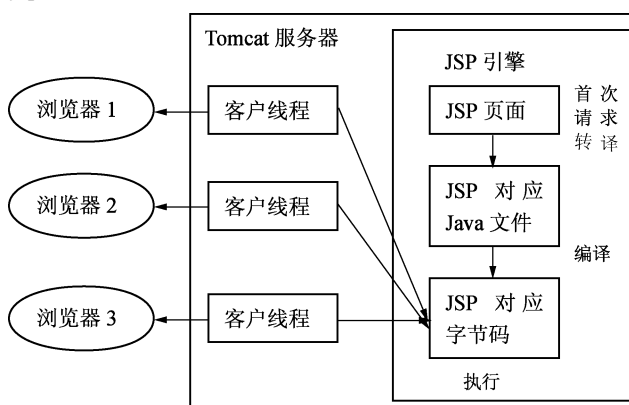 Tomcat 服务器
JSP 引擎
浏览器 1
客户线程
JSP 页面
首 次
请 求
转 译
浏览器 2
客户线程
JSP 对应
Java 文件
编译
浏览器 3
客户线程
JSP 对应
字节码
执行